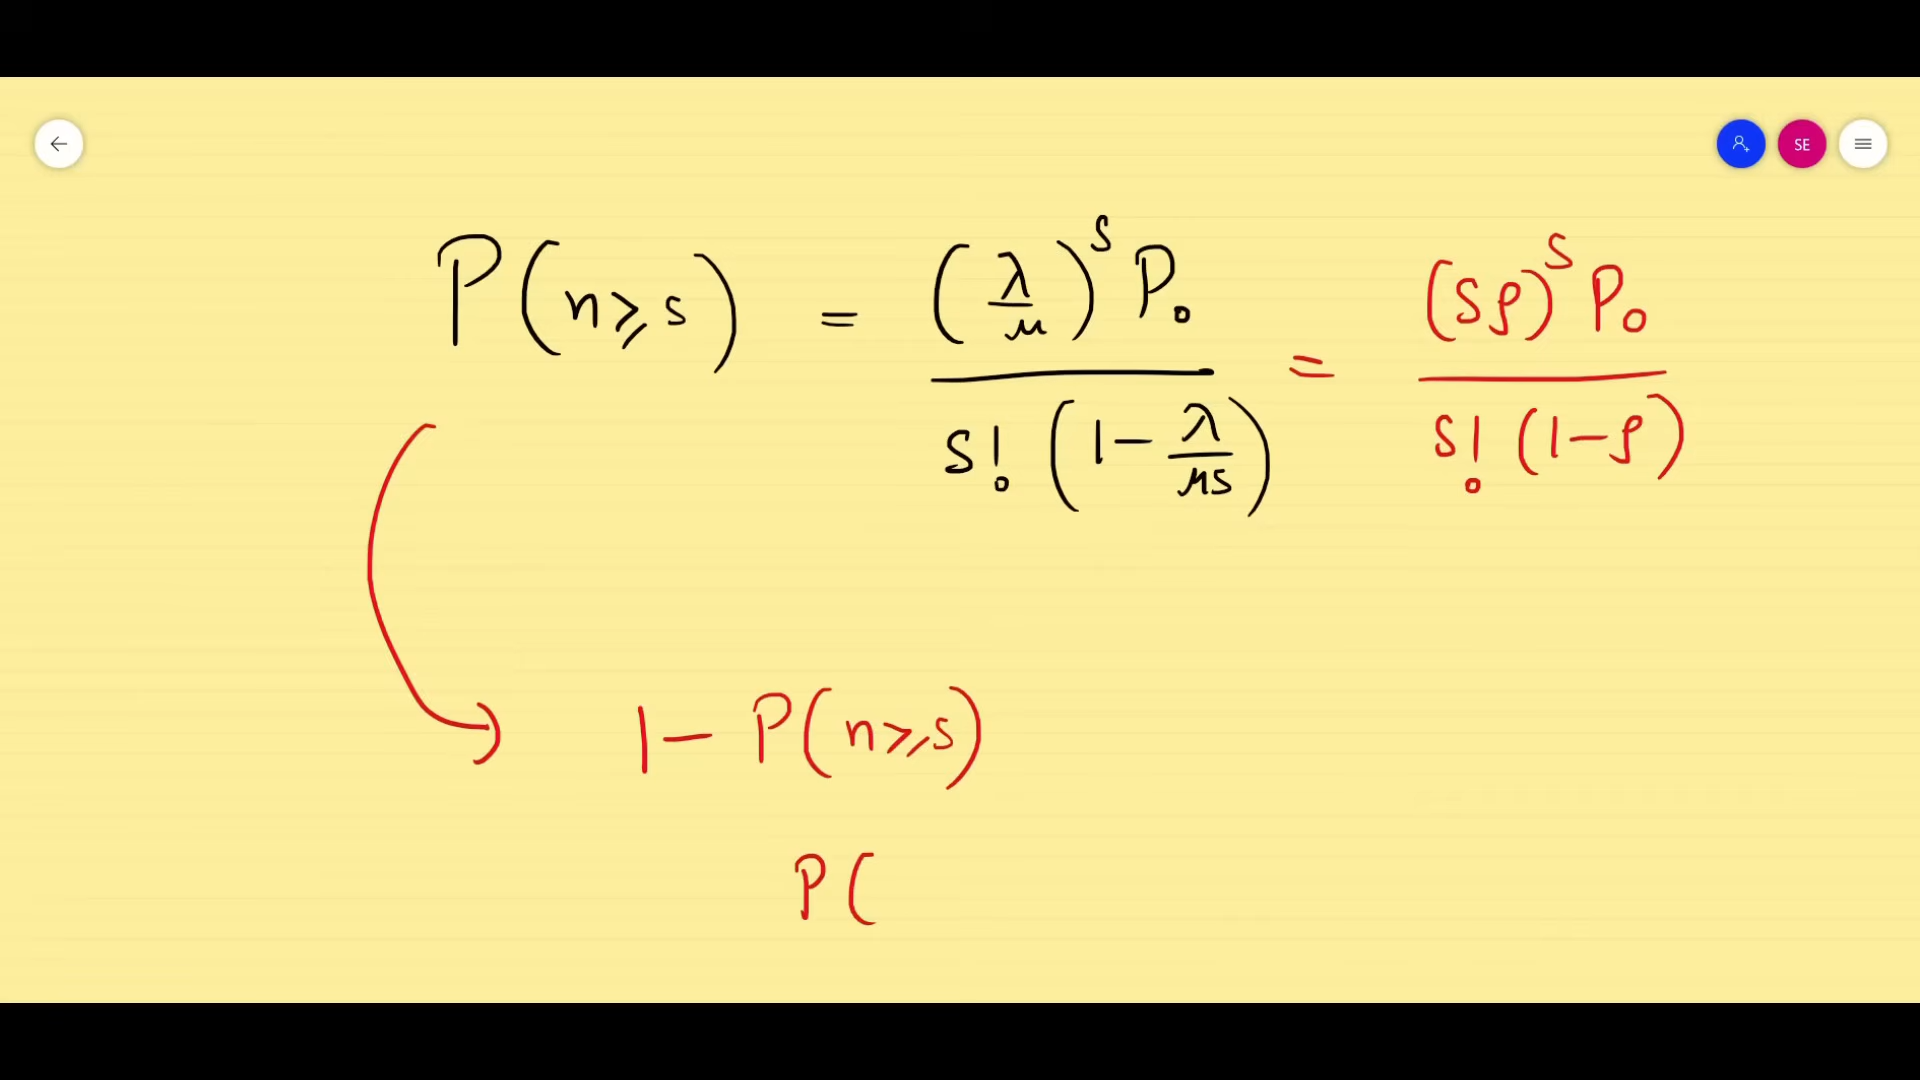 SE
P(n⩾s) = (λ/μ)^s P₀ / s! (1 − λ/μs) = (sρ)^s P₀ / s! (1 − ρ)
1 − P(n⩾s)
P(